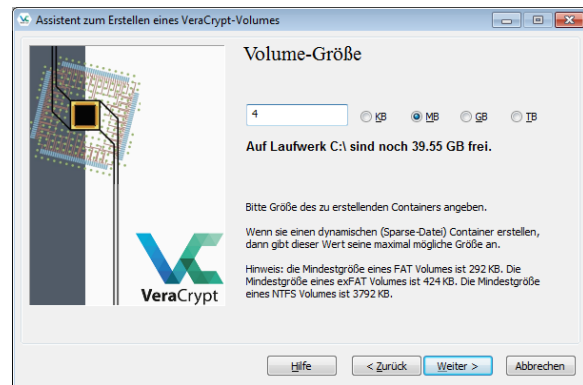 Assistent zum Erstellen eines VeraCrypt-Volumes
Volume-Größe
4
KB
MB
GB
TB
Auf Laufwerk C:\ sind noch 39.55 GB frei.
Bitte Größe des zu erstellenden Containers angeben.
Wenn sie einen dynamischen (Sparse-Datei) Container erstellen,
dann gibt dieser Wert seine maximal mögliche Größe an.
Hinweis: die Mindestgröße eines FAT Volumes ist 292 KB. Die
Mindestgröße eines exFAT Volumes ist 424 KB. Die Mindestgröße
eines NTFS Volumes ist 3792 KB.
VeraCrypt
Hilfe
< Zurück
Weiter >
Abbrechen